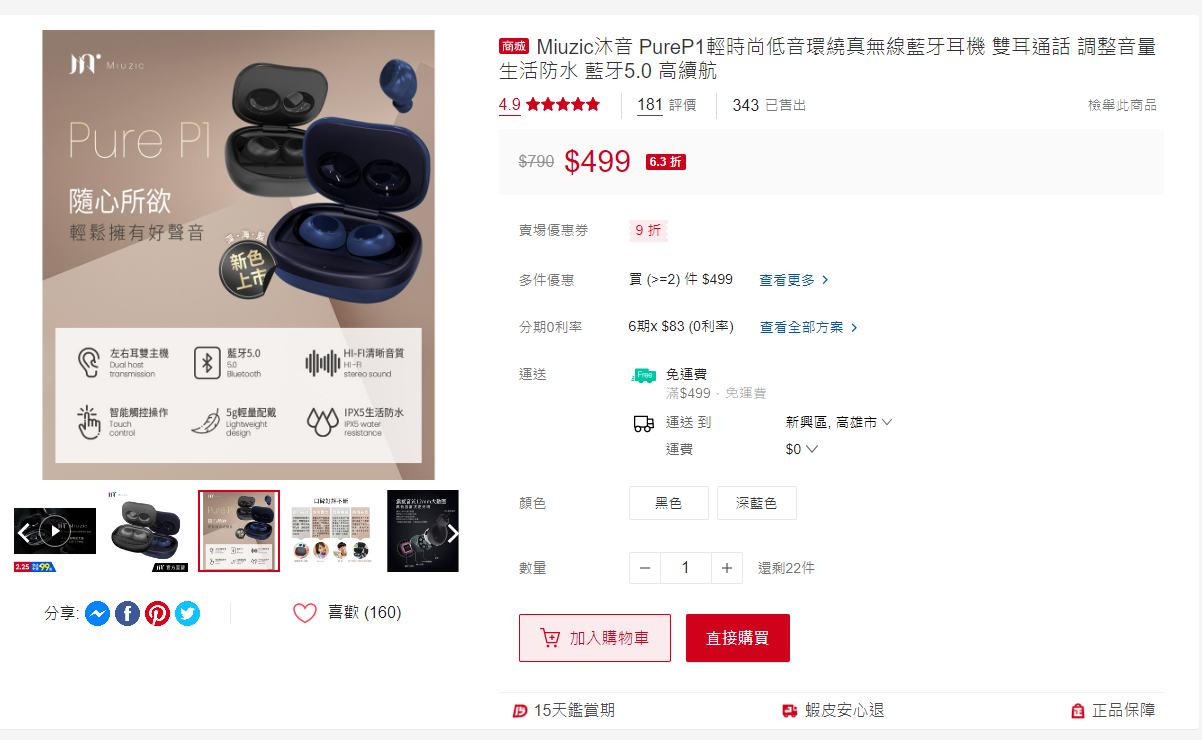 Miuzic
Pure P1
隨心所欲
輕鬆擁有好聲音
深海藍
新色
上市
左右耳雙主機
Dual host
transmission
藍牙5.0
5.0
Bluetooth
HI-FI清晰音質
HI-FI
stereo sound
智能觸控操作
Touch
control
5g輕量配戴
Lightweight
design
IPX5生活防水
IPX5 water
resistance
2.25
99
官方直營
分享:
喜歡 (160)
商城 Miuzic沐音 PureP1輕時尚低音環繞真無線藍牙耳機 雙耳通話 調整音量
生活防水 藍牙5.0 高續航
4.9
181 評價
343 已售出
檢舉此商品
$790 $499 6.3 折
賣場優惠券 9 折
多件優惠 買 (>=2) 件 $499 查看更多
分期0利率 6期x $83 (0利率) 查看全部方案
運送 Free 免運費
滿$499 · 免運費
運送 到 新興區, 高雄市
運費 $0
顏色 黑色 深藍色
數量 1 還剩22件
加入購物車 直接購買
15天鑑賞期 蝦皮安心退 正品保障